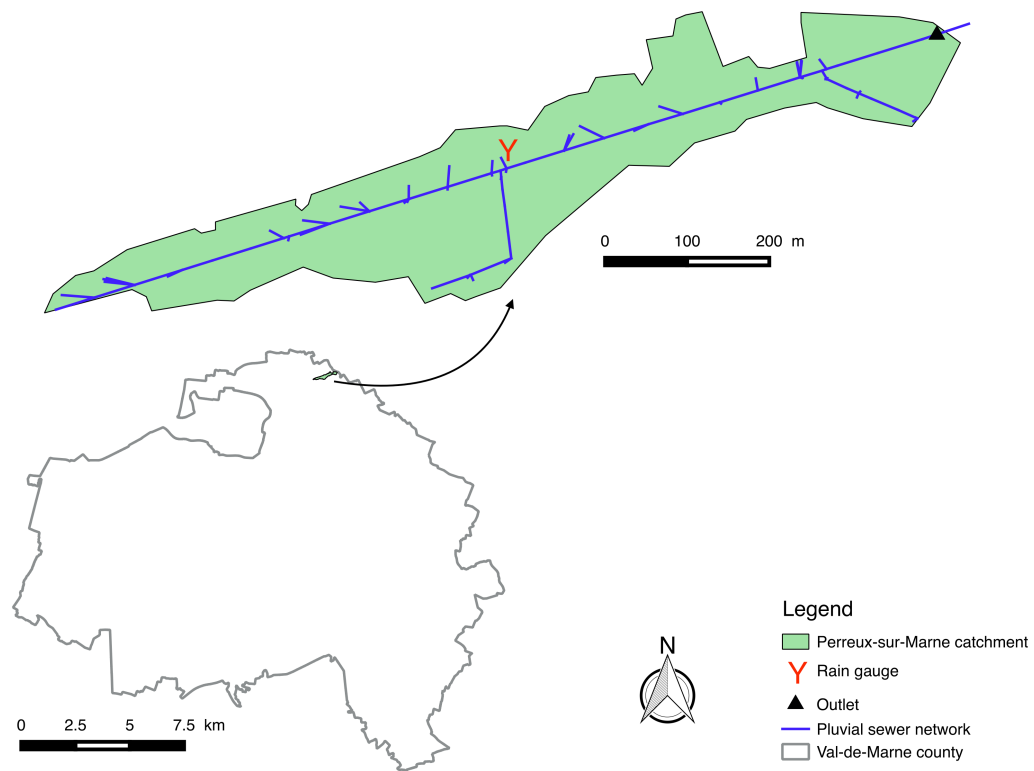 Y
0 100 200 m
N
0 2.5 5 7.5 km
Legend
Perreux-sur-Marne catchment
Y Rain gauge
Outlet
Pluvial sewer network
Val-de-Marne county